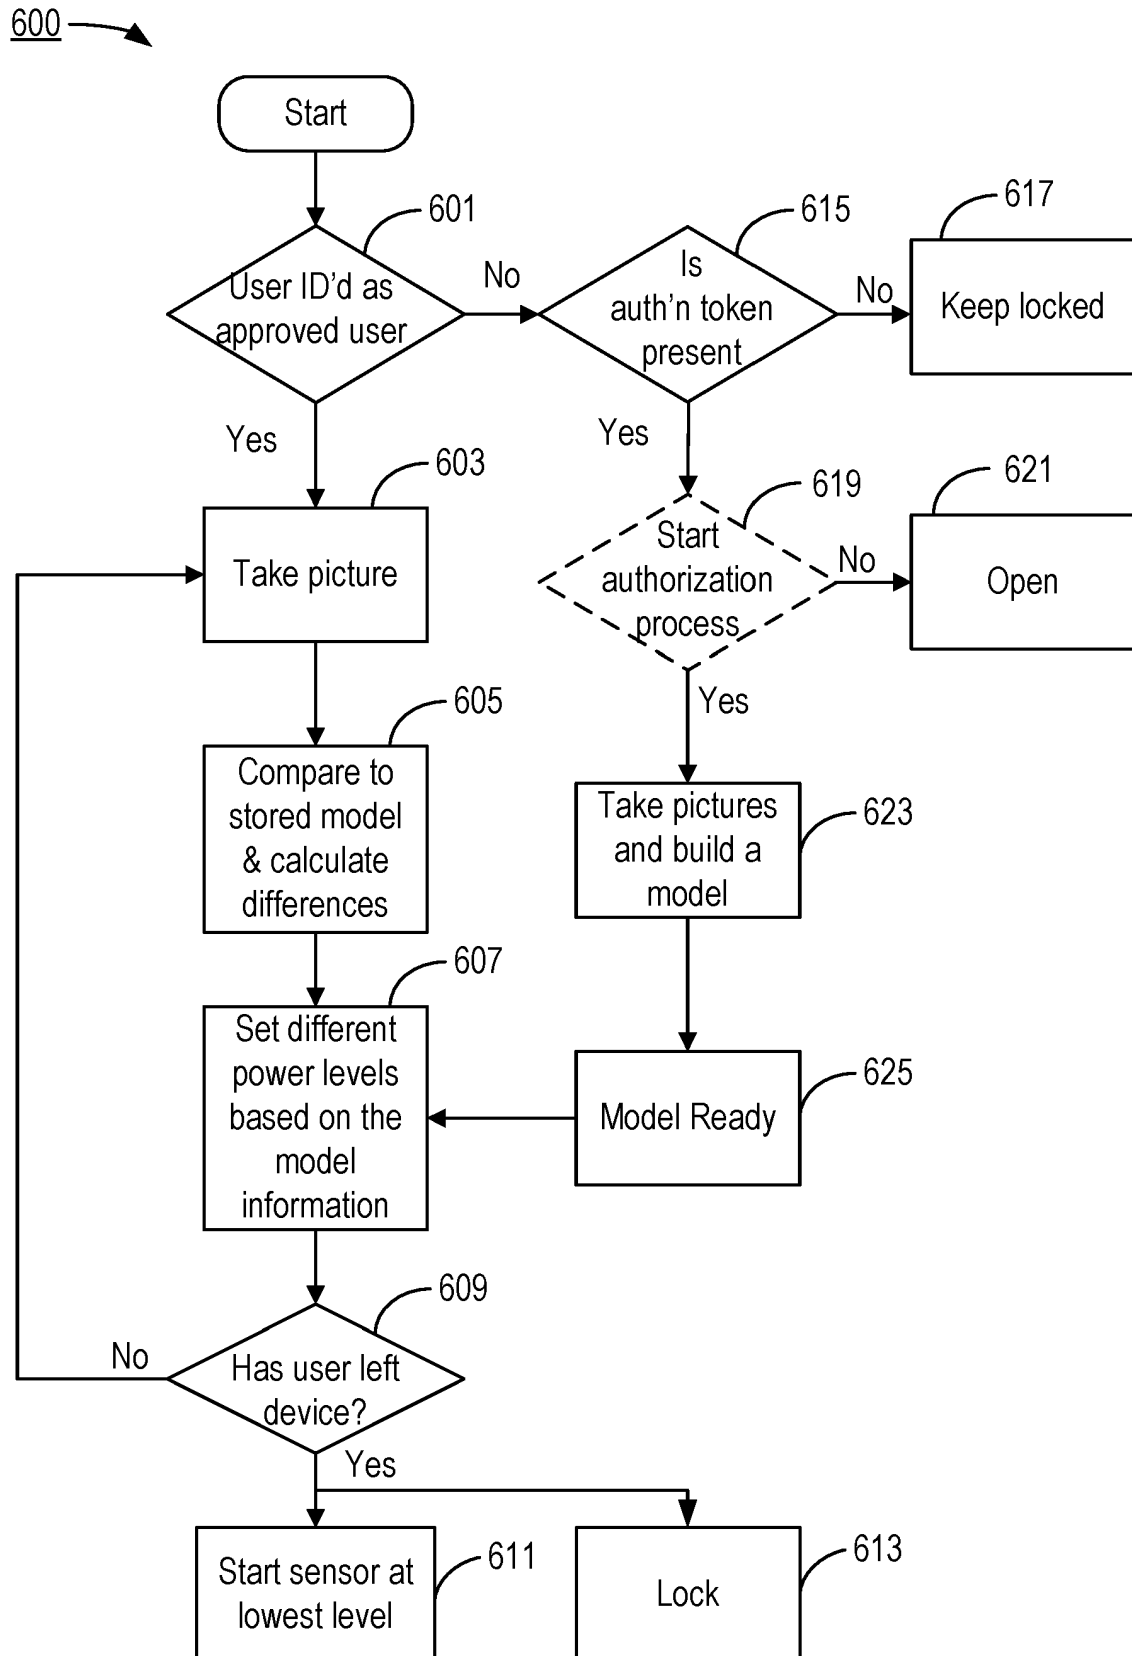 600
Start
601
User ID'd as
approved user
No
615
Is
auth'n token
present
No
617
Keep locked
Yes
603
Take picture
Yes
619
Start
authorization
process
No
621
Open
605
Compare to
stored model
& calculate
differences
Yes
623
Take pictures
and build a
model
607
Set different
power levels
based on the
model
information
625
Model Ready
609
Has user left
device?
No
Yes
611
Start sensor at
lowest level
613
Lock